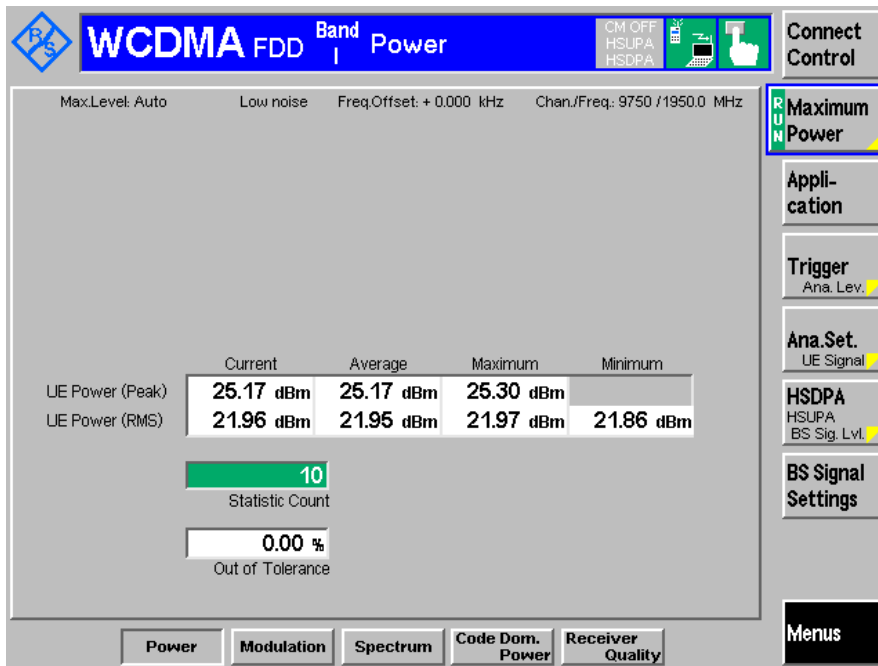 R&S
WCDMA FDD Band I Power
CM OFF
HSUPA
HSDPA
Connect
Control
Max.Level: Auto Low noise Freq.Offset: + 0.000 kHz Chan./Freq.: 9750 /1950.0 MHz
RUN
Maximum
Power
Appli-
cation
Trigger
Ana. Lev.
Ana.Set.
UE Signal
HSDPA
HSUPA
BS Sig. Lvl.
BS Signal
Settings
Current Average Maximum Minimum
UE Power (Peak) 25.17 dBm 25.17 dBm 25.30 dBm
UE Power (RMS) 21.96 dBm 21.95 dBm 21.97 dBm 21.86 dBm
10
Statistic Count
0.00 %
Out of Tolerance
Power Modulation Spectrum Code Dom. Power Receiver Quality
Menus